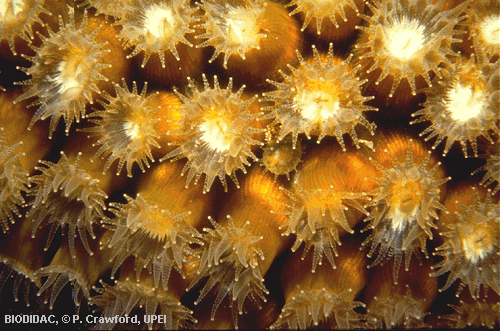 BIODIDAC, © P. Crawford, UPEI